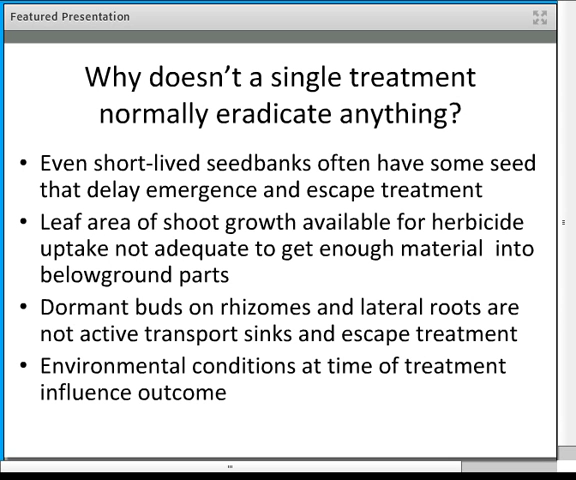 Featured Presentation
Why doesn't a single treatment
normally eradicate anything?
• Even short-lived seedbanks often have some seed
that delay emergence and escape treatment
• Leaf area of shoot growth available for herbicide
uptake not adequate to get enough material  into
belowground parts
• Dormant buds on rhizomes and lateral roots are
not active transport sinks and escape treatment
• Environmental conditions at time of treatment
influence outcome